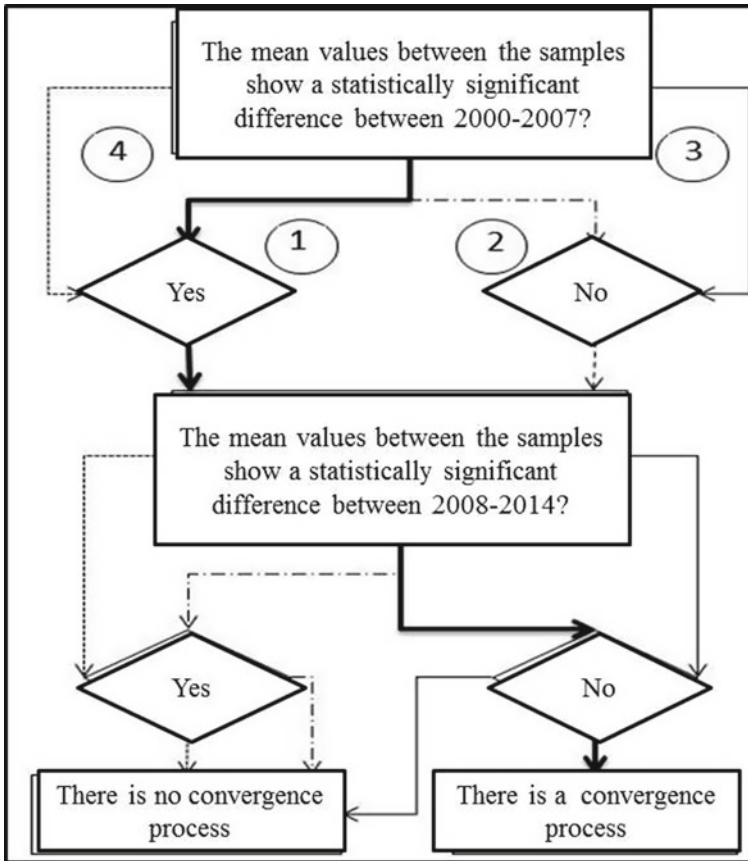 The mean values between the samples
show a statistically significant
difference between 2000-2007?
4
3
1
2
Yes
No
The mean values between the samples
show a statistically significant
difference between 2008-2014?
Yes
No
There is no convergence
process
There is a convergence
process